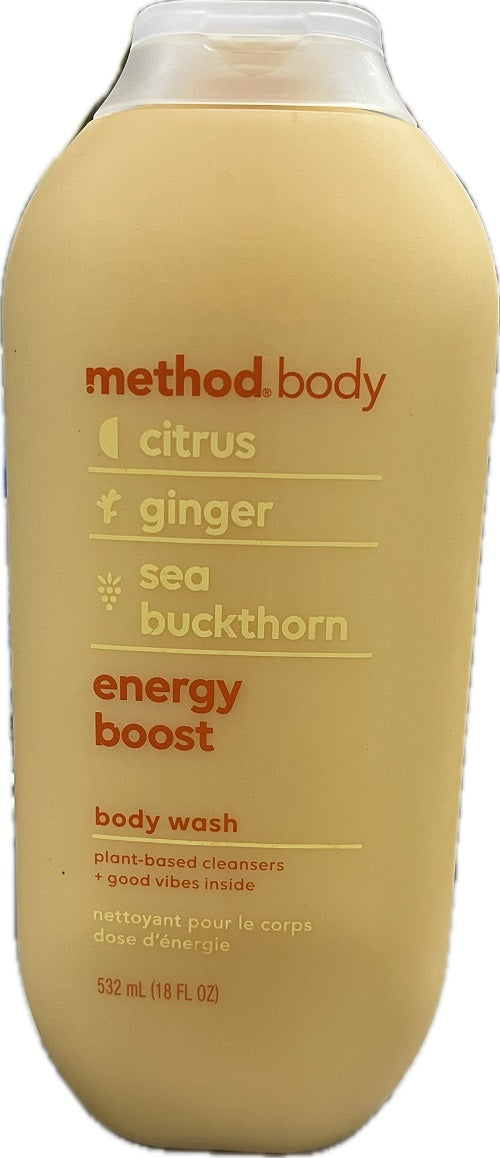 method® body
citrus
ginger
sea
buckthorn
energy
boost
body wash
plant-based cleansers
+ good vibes inside
nettoyant pour le corps
dose d'énergie
532 mL (18 FL OZ)